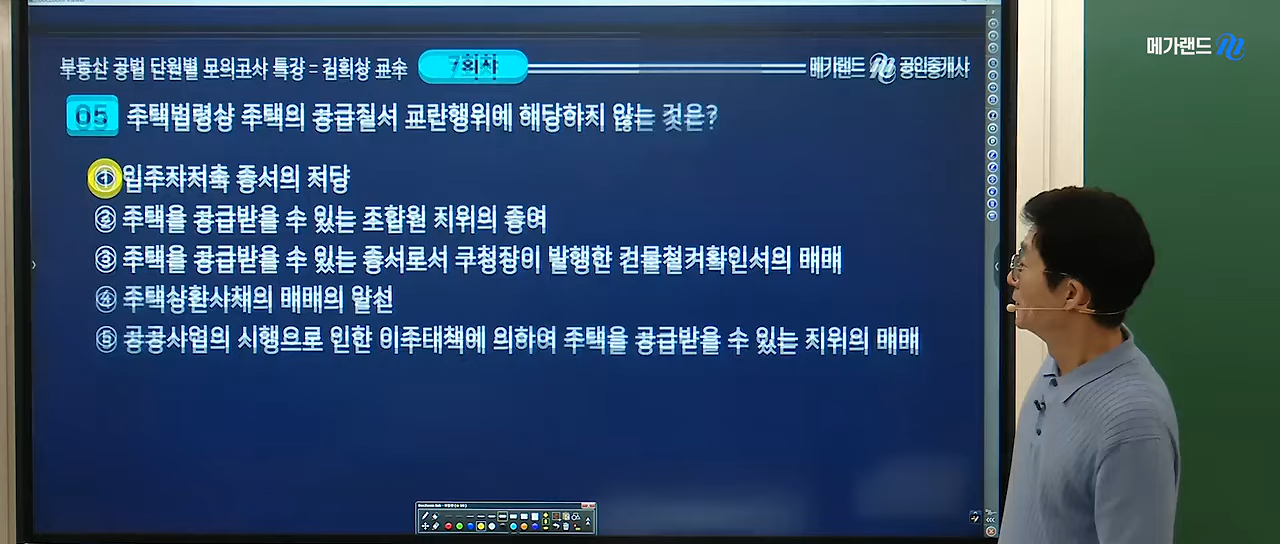 메가랜드
부동산 공법 단원별 모의고사 특강 = 김희상 교수
7회차
메가랜드 공인중개사
05 주택법령상 주택의 공급질서 교란행위에 해당하지 않는 것은?
① 입주자저축 증서의 저당
② 주택을 공급받을 수 있는 조합원 지위의 증여
③ 주택을 공급받을 수 있는 증서로서 구청장이 발행한 건물철거확인서의 매매
④ 주택상환사채의 매매의 알선
⑤ 공공사업의 시행으로 인한 이주대책에 의하여 주택을 공급받을 수 있는 지위의 매매